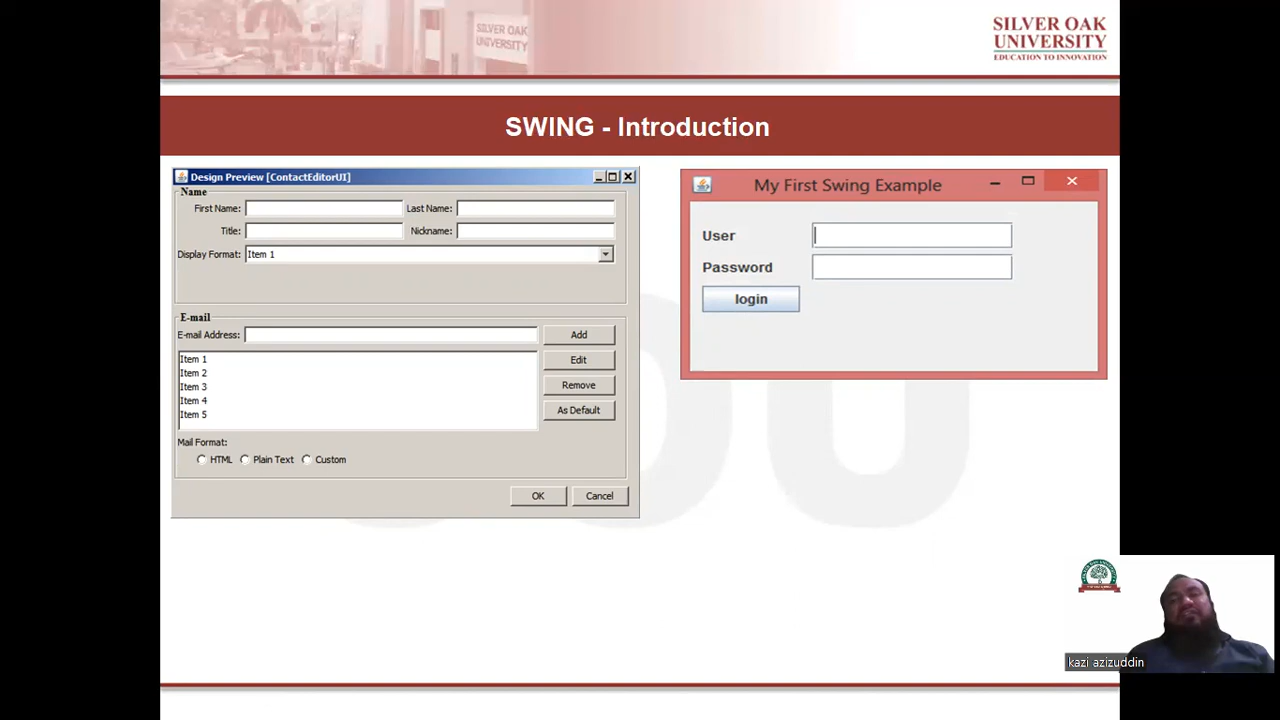 SILVER OAK
UNIVERSITY
SILVER OAK
UNIVERSITY
EDUCATION TO INNOVATION
SWING - Introduction
Design Preview [ContactEditorUI]
Name
First Name:
Last Name:
Title:
Nickname:
Display Format:
Item 1
E-mail
E-mail Address:
Add
Item 1
Item 2
Item 3
Item 4
Item 5
Edit
Remove
As Default
Mail Format:
HTML
Plain Text
Custom
OK
Cancel
My First Swing Example
User
Password
login
kazi azizuddin